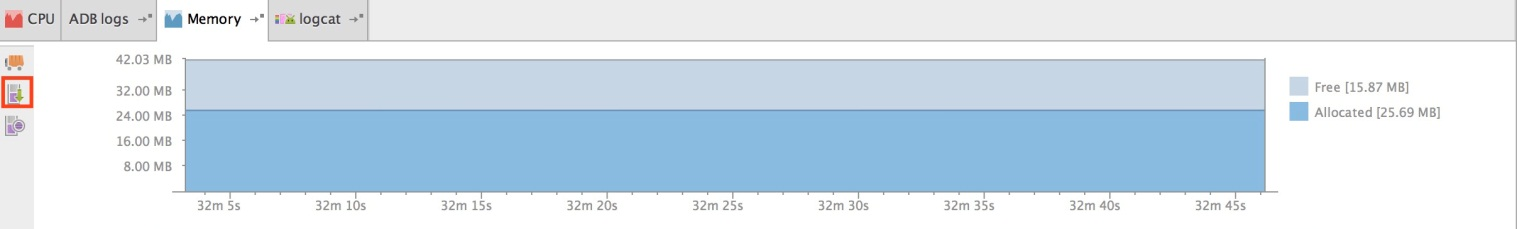 CPU ADB logs Memory logcat
42.03 MB
32.00 MB
24.00 MB
16.00 MB
8.00 MB
Free [15.87 MB]
Allocated [25.69 MB]
32m 5s 32m 10s 32m 15s 32m 20s 32m 25s 32m 30s 32m 35s 32m 40s 32m 45s